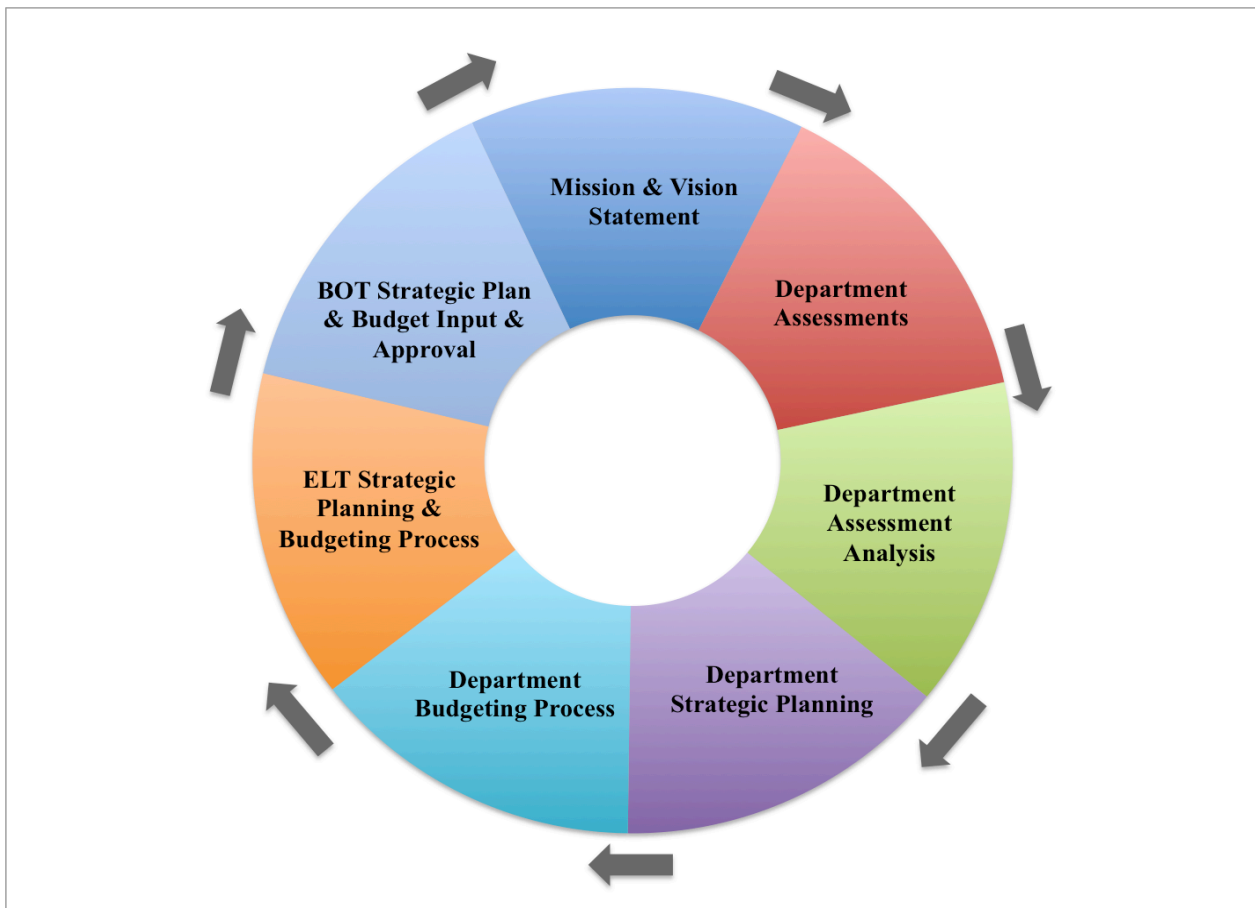 Mission & Vision
Statement
Department
Assessments
Department
Assessment
Analysis
Department
Strategic Planning
Department
Budgeting Process
ELT Strategic
Planning &
Budgeting Process
BOT Strategic Plan
& Budget Input &
Approval